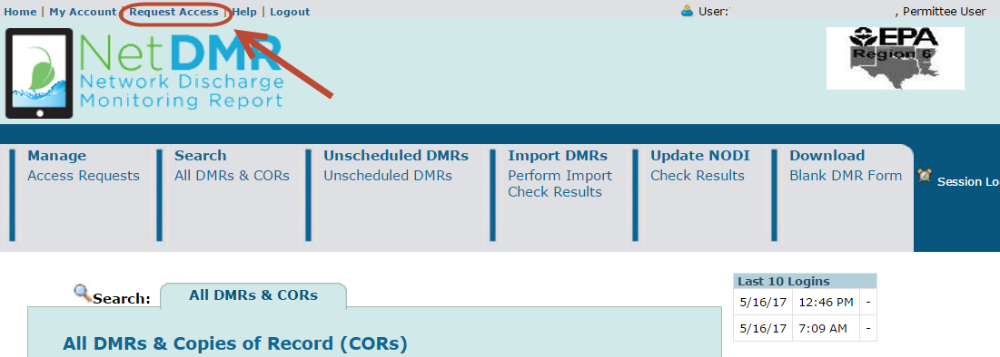 Home | My Account | Request Access | Help | Logout
User: , Permittee User
NetDMR
Network Discharge
Monitoring Report
EPA
Region 6
Manage
Access Requests
Search
All DMRs & CORs
Unscheduled DMRs
Unscheduled DMRs
Import DMRs
Perform Import
Check Results
Update NODI
Check Results
Download
Blank DMR Form
Session Lo
Search:
All DMRs & CORs
All DMRs & Copies of Record (CORs)
Last 10 Logins
5/16/17 12:46 PM -
5/16/17 7:09 AM -